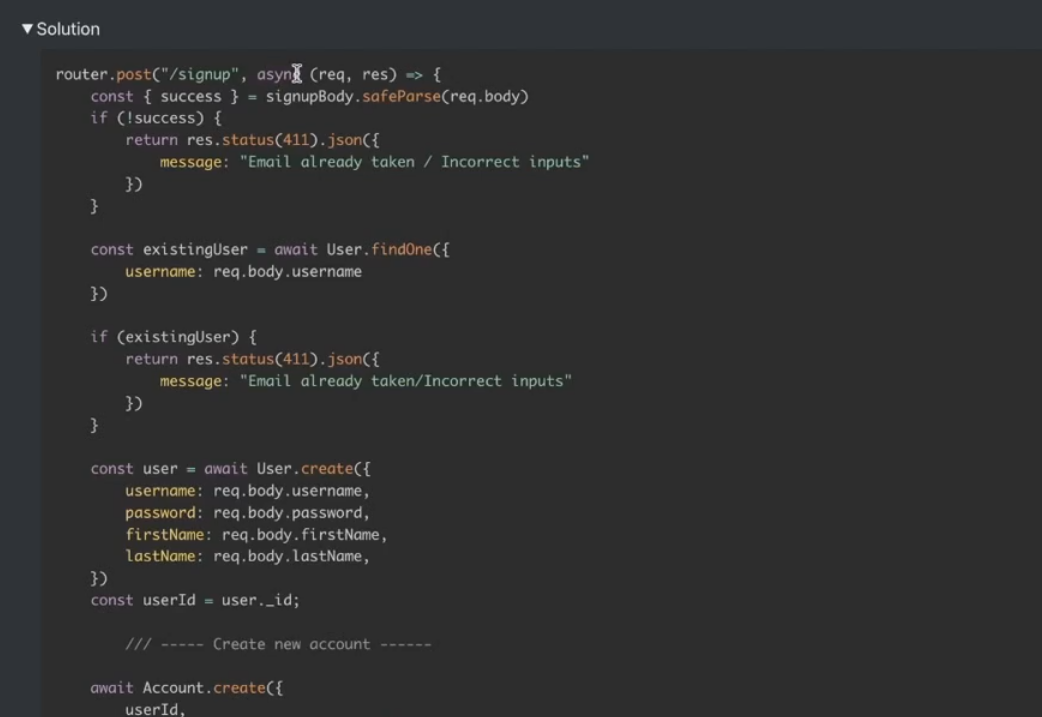 ▼ Solution
router.post("/signup", async (req, res) => {
    const { success } = signupBody.safeParse(req.body)
    if (!success) {
        return res.status(411).json({
            message: "Email already taken / Incorrect inputs"
        })
    }

    const existingUser = await User.findOne({
        username: req.body.username
    })

    if (existingUser) {
        return res.status(411).json({
            message: "Email already taken/Incorrect inputs"
        })
    }

    const user = await User.create({
        username: req.body.username,
        password: req.body.password,
        firstName: req.body.firstName,
        lastName: req.body.lastName,
    })
    const userId = user._id;

        /// ----- Create new account ------

    await Account.create({
        userId,